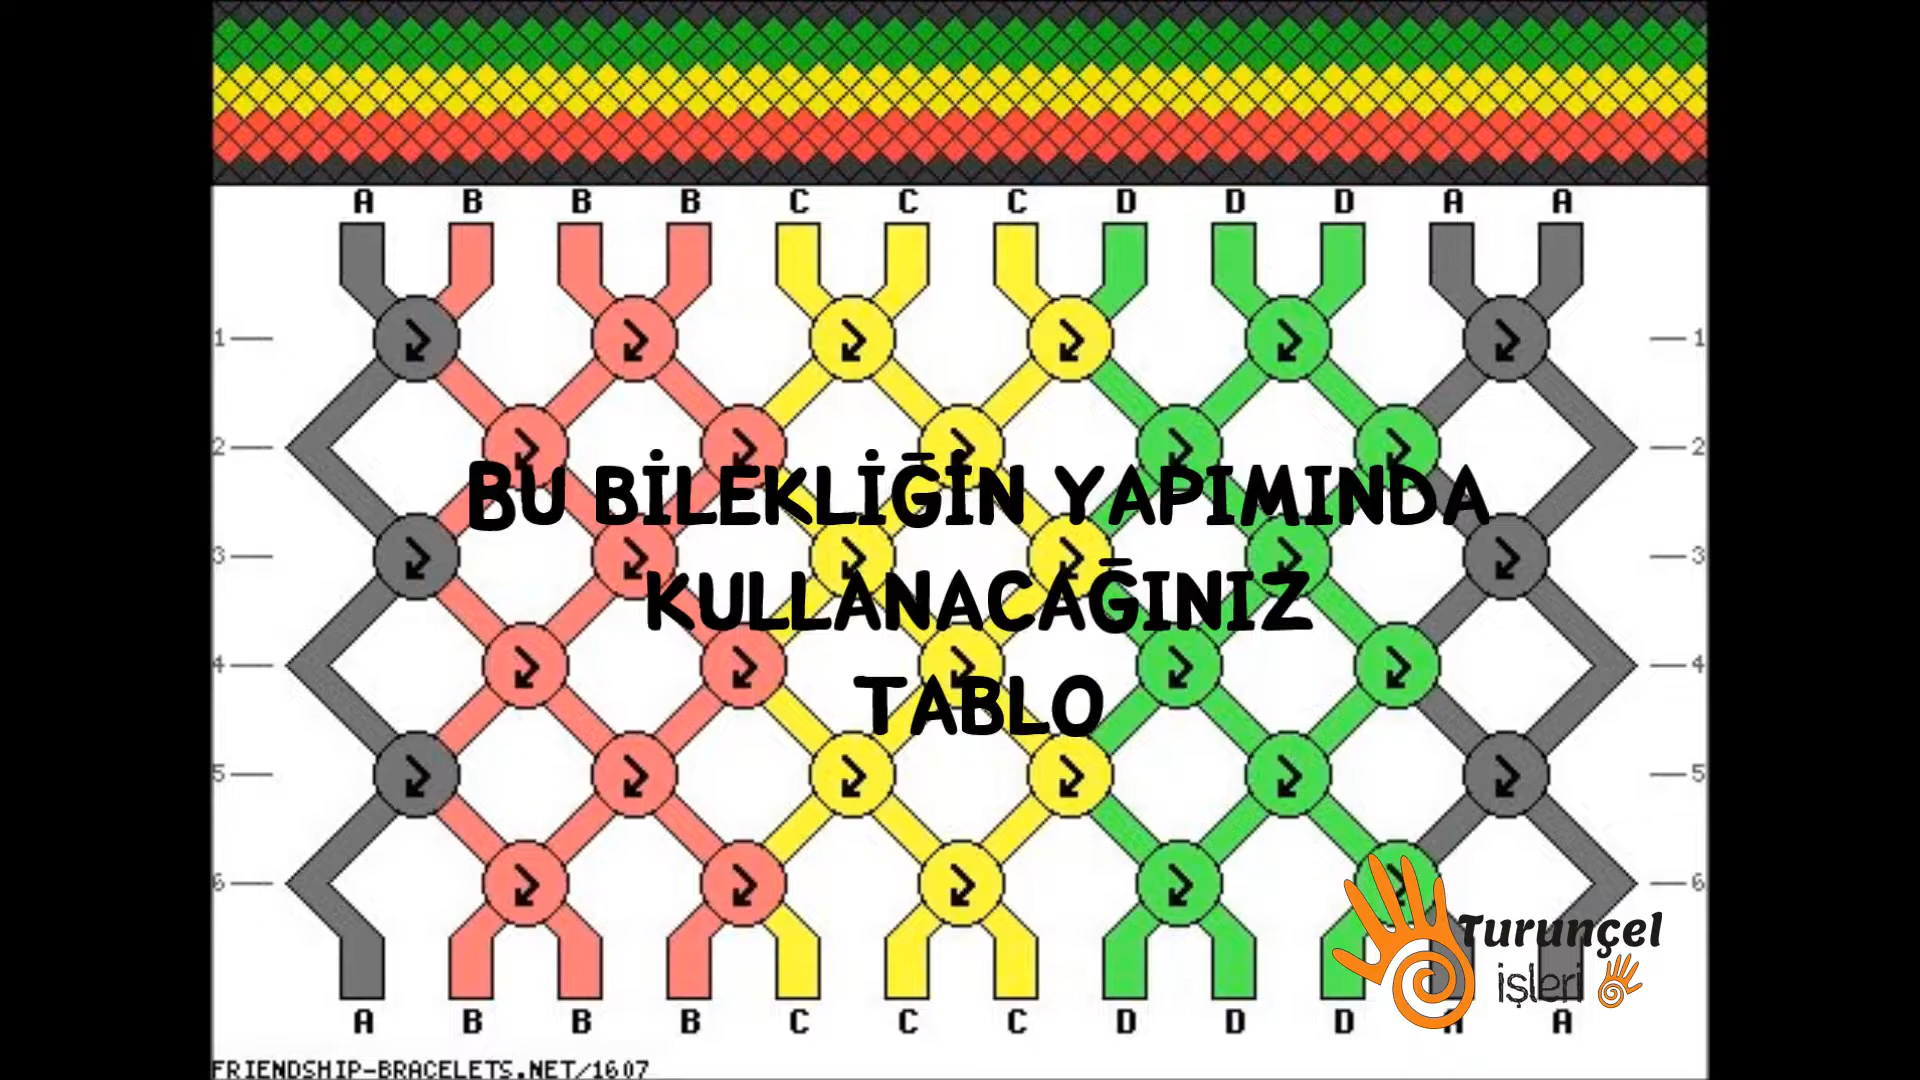 A B B B C C C D D D A A
1 1
2 2
BU BİLEKLİĞİN YAPIMINDA
3 3
KULLANACAĞINIZ
4 4
TABLO
5 5
6 6
Turunçel
işleri
A B B B C C C D D D A A
FRIENDSHIP-BRACELETS.NET/1607